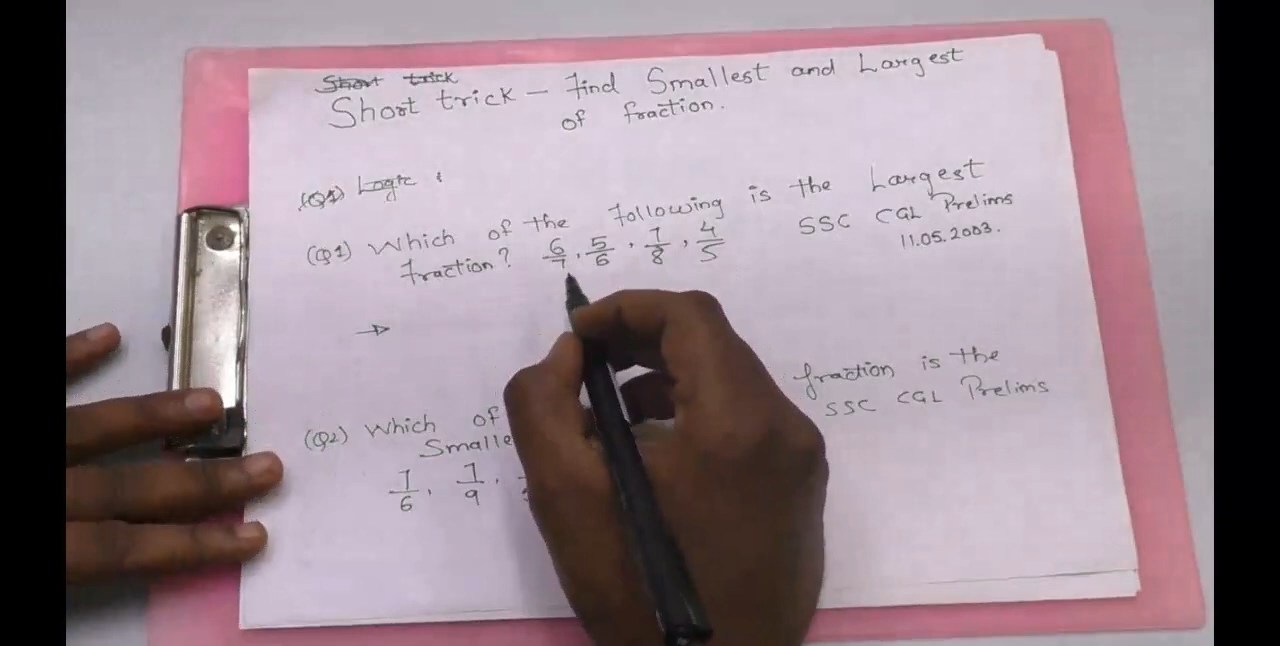 Short trick
Short trick – Find Smallest and Largest
of fraction.
(Q1) Logic :
(Q1) Which of the following is the Largest
fraction? 6/7, 5/6, 7/8, 4/5 SSC CGL Prelims
11.05.2003.
(Q2) Which of fraction is the
Smalle SSC CGL Prelims
7/6, 7/9,